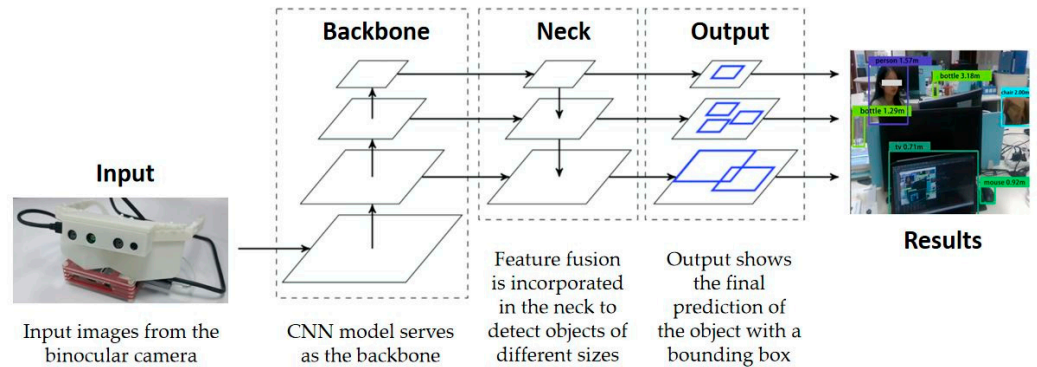 Backbone
Neck
Output
Input
person 1.57m
bottle 3.18m
chair 2.00m
bottle 1.29m
tv 0.71m
mouse 0.92m
Results
Input images from the
binocular camera
CNN model serves
as the backbone
Feature fusion
is incorporated
in the neck to
detect objects of
different sizes
Output shows
the final
prediction of
the object with a
bounding box